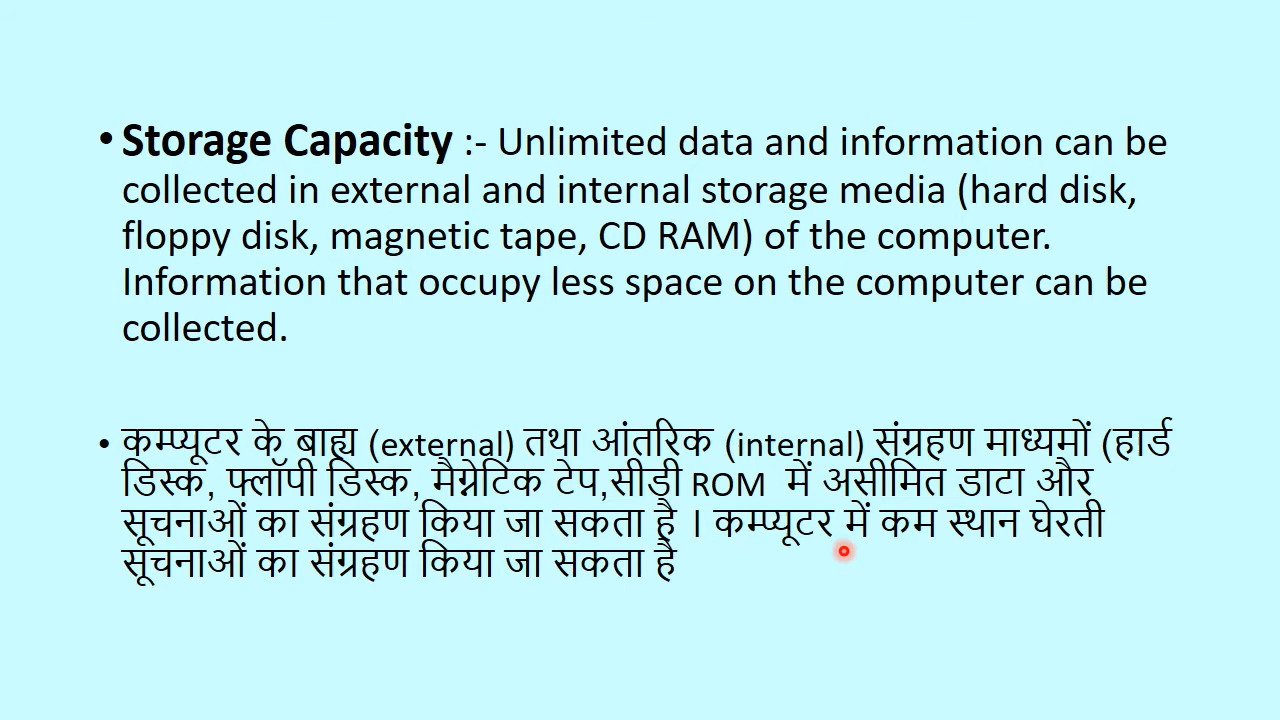 • Storage Capacity :- Unlimited data and information can be
collected in external and internal storage media (hard disk,
floppy disk, magnetic tape, CD RAM) of the computer.
Information that occupy less space on the computer can be
collected.
• कम्प्यूटर के बाह्य (external) तथा आंतरिक (internal) संग्रहण माध्यमों (हार्ड
डिस्क, फ्लॉपी डिस्क, मैग्नेटिक टेप,सीडी ROM में असीमित डाटा और
सूचनाओं का संग्रहण किया जा सकता है । कम्प्यूटर में कम स्थान घेरती
सूचनाओं का संग्रहण किया जा सकता है